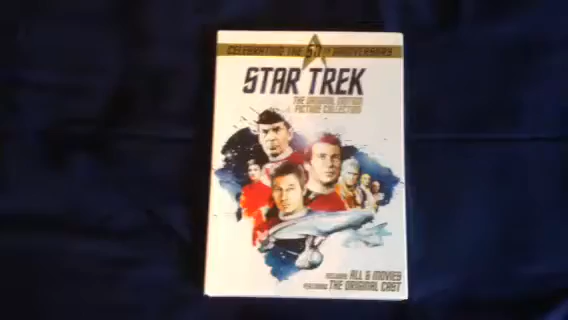 CELEBRATING THE 50TH ANNIVERSARY
STAR TREK
THE ORIGINAL MOTION
PICTURE COLLECTION
INCLUDES ALL 6 MOVIES
FEATURING THE ORIGINAL CAST